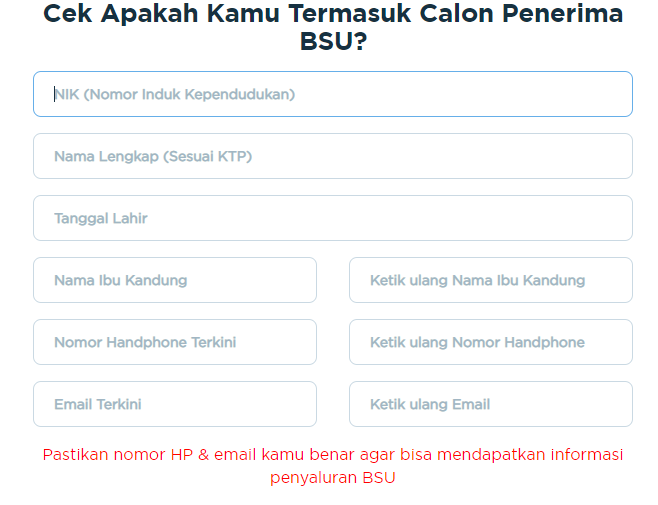 Cek Apakah Kamu Termasuk Calon Penerima
BSU?
NIK (Nomor Induk Kependudukan)
Nama Lengkap (Sesuai KTP)
Tanggal Lahir
Nama Ibu Kandung
Ketik ulang Nama Ibu Kandung
Nomor Handphone Terkini
Ketik ulang Nomor Handphone
Email Terkini
Ketik ulang Email
Pastikan nomor HP & email kamu benar agar bisa mendapatkan informasi
penyaluran BSU